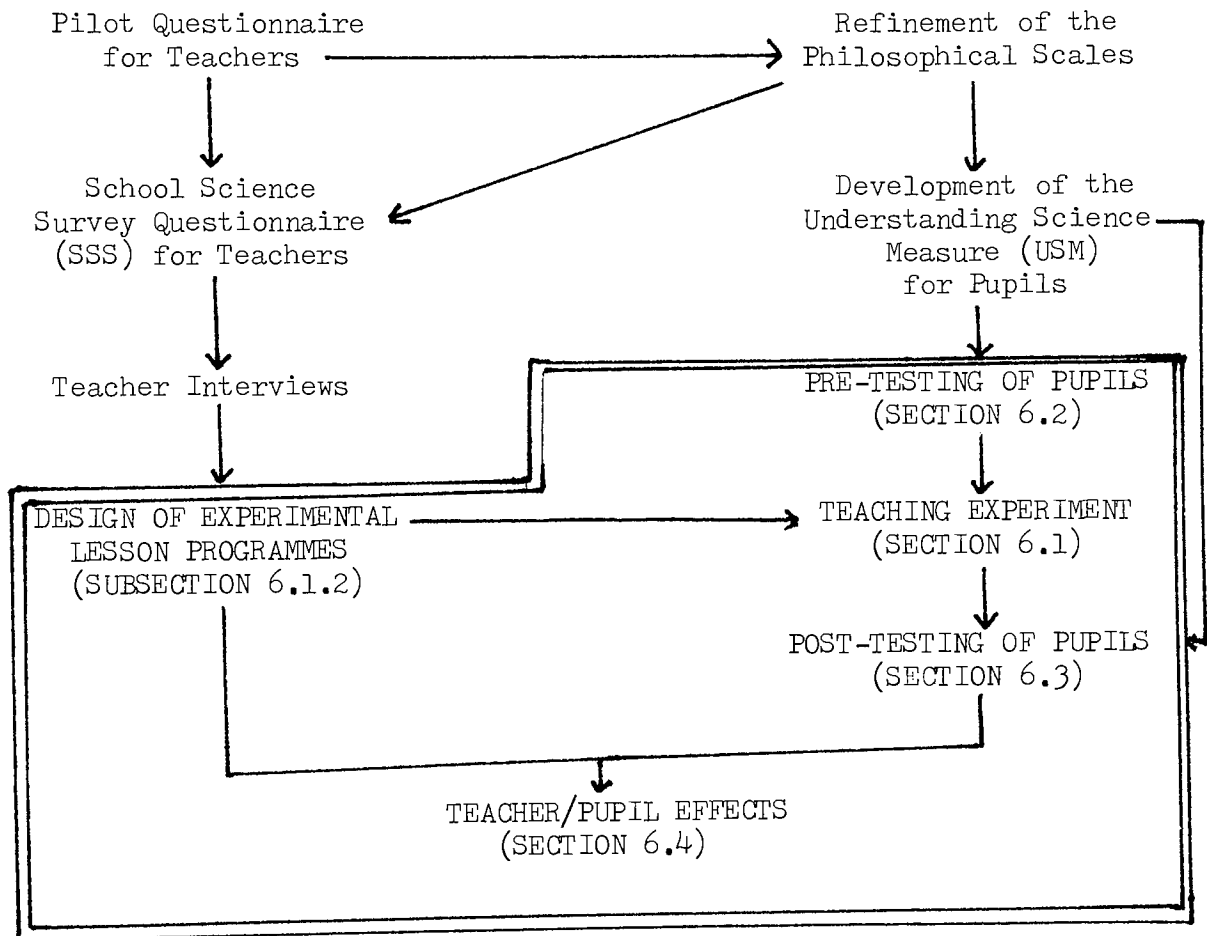 Pilot Questionnaire
for Teachers
Refinement of the
Philosophical Scales
School Science
Survey Questionnaire
(SSS) for Teachers
Development of the
Understanding Science
Measure (USM)
for Pupils
Teacher Interviews
PRE-TESTING OF PUPILS
(SECTION 6.2)
DESIGN OF EXPERIMENTAL
LESSON PROGRAMMES
(SUBSECTION 6.1.2)
TEACHING EXPERIMENT
(SECTION 6.1)
POST-TESTING OF PUPILS
(SECTION 6.3)
TEACHER/PUPIL EFFECTS
(SECTION 6.4)